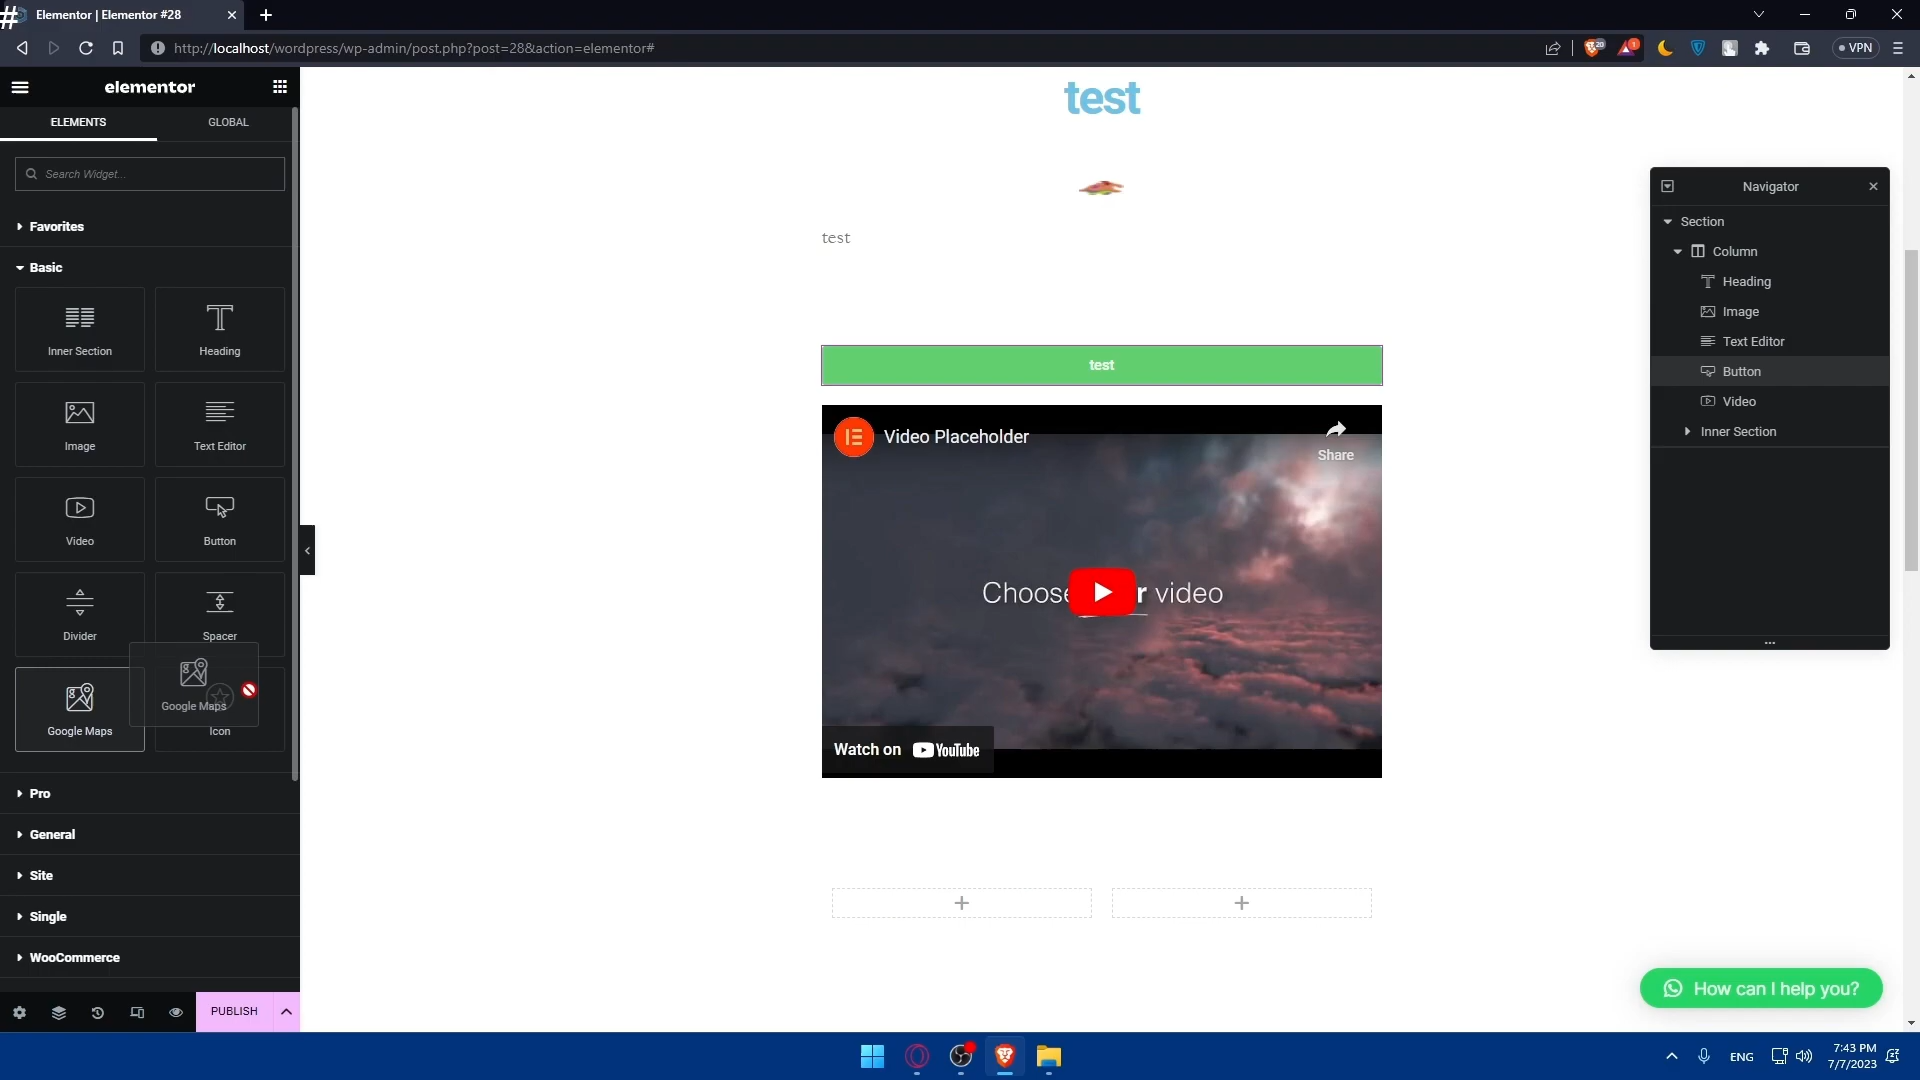 #
Elementor | Elementor #28
http://localhost/wordpress/wp-admin/post.php?post=28&action=elementor#
20
1
VPN
elementor
ELEMENTS
GLOBAL
Search Widget...
Favorites
Basic
Inner Section
Heading
Image
Text Editor
Video
Button
Divider
Spacer
Google Maps
Google Maps
Icon
Pro
General
Site
Single
WooCommerce
PUBLISH
test
test
test
Video Placeholder
Share
Choose r video
Watch on YouTube
Navigator
Section
Column
Heading
Image
Text Editor
Button
Video
Inner Section
How can I help you?
ENG
7:43 PM
7/7/2023